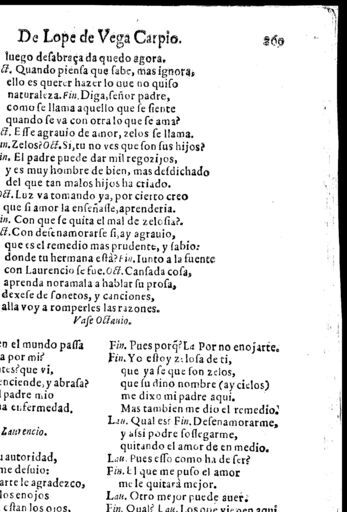 De Lope de Vega Carpio. 260
luego desabraça da quedo agora.
Oct. Quando piensa que sabe, mas ignora,
ello es querer hazer lo que no quiso
naturaleza. Fin. Diga, señor padre,
como se llama aquello que se siente
quando se va con otra lo que se ama?
Oct. Esse agrauio de amor, zelos se llama.
Fin. Zelos? Oct. Si, tu no ves que son sus hijos?
Fin. El padre puede dar mil regozijos,
y es muy hombre de bien, mas desdichado
del que tan malos hijos ha criado.
Oct. Luz va tomando ya, por cierto creo
que si amor la enseñasse, aprenderia.
Fin. Con que se quita el mal de zelosia?
Oct. Con desenamorarse si, ay agrauio,
que es el remedio mas prudente, y sabio:
donde tu hermana està? Fin. Iunto a la fuente
con Laurencio se fue. Oct. Cansada cosa,
aprenda noramala a hablar su prosa,
dexese de sonetos, y canciones,
alla voy a romperles las razones.
Vase Octauio.
en el mundo passa
a por mi?
ntes? que vi,
enciende, y abrasa?
l padre mio
na enfermedad.
Laurencio.
u autoridad,
me desuio:
arte le agradezco,
los enojos
estan los ojos,
Fin. Pues porq̃? La Por no enojarte.
Fin. Yo estoy zelosa de ti,
que ya se que son zelos,
que su dino nombre (ay cielos)
me dixo mi padre aqui.
Mas tambien me dio el remedio.
Lau. Qual es? Fin. Desenamorarme,
y assi podre sossegarme,
quitando el amor de en medio.
Lau. Pues esso como ha de ser?
Fin. El que me puso el amor
me le quitarà mejor.
Lau. Otro mejor puede auer.
Fin. Qual? Lau. Los que vienen aqui